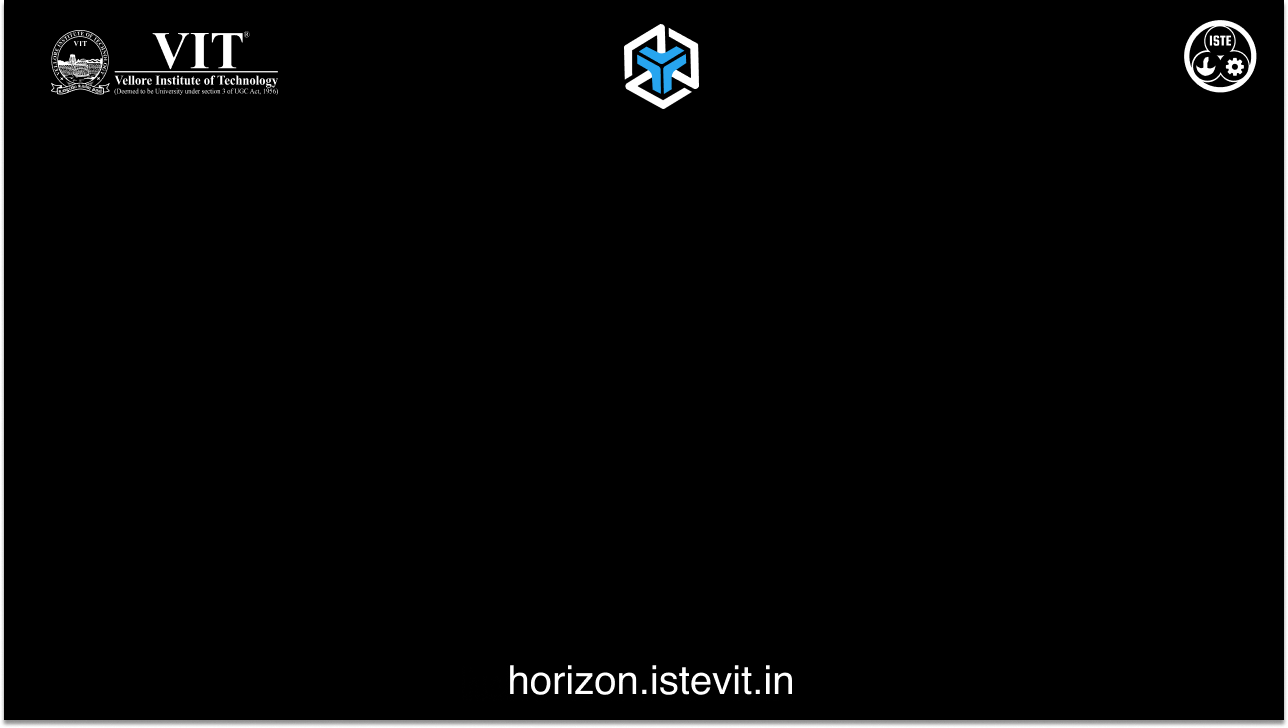 VIT
VIT®
Vellore Institute of Technology
(Deemed to be University under section 3 of UGC Act, 1956)
ISTE
horizon.istevit.in